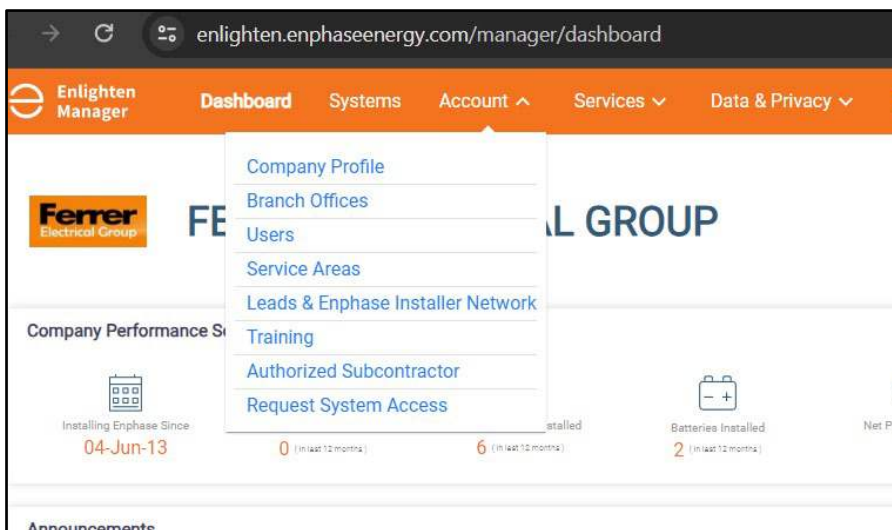 enlighten.enphaseenergy.com/manager/dashboard
Enlighten
Manager
Dashboard Systems Account Services Data & Privacy
Company Profile
Branch Offices
Users
Service Areas
Leads & Enphase Installer Network
Training
Authorized Subcontractor
Request System Access
Ferrer
Electrical Group
FE L GROUP
Company Performance S
Installing Enphase Since
04-Jun-13
0 (in last 12 months)
stalled
6 (in last 12 months)
Batteries Installed
2 (in last 12 months)
Net P
Announcements